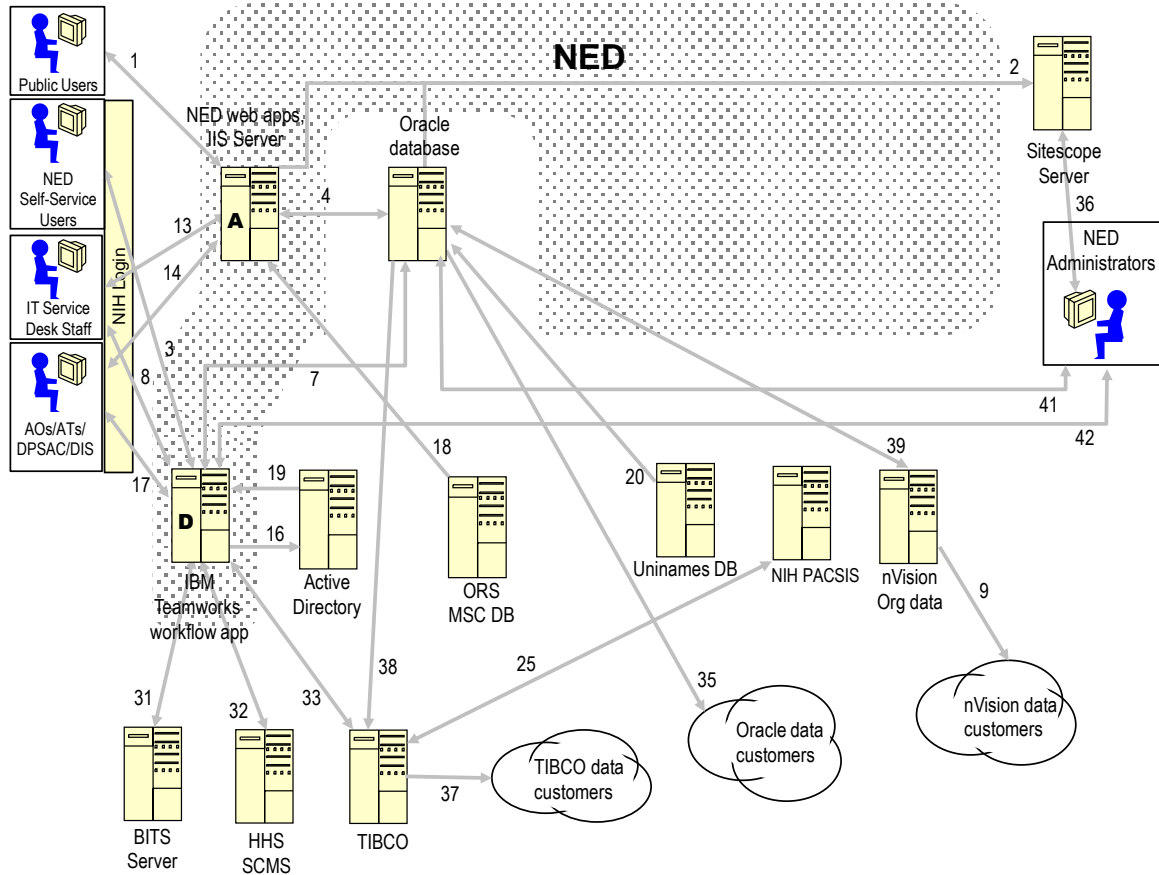 NED
Public Users
1
2
NED web apps,
IIS Server
Oracle
database
Sitescope
Server
NED
Self-Service
Users
A
4
13
36
NED
Administrators
14
NIH Login
IT Service
Desk Staff
3
8
7
41
42
AOs/ATs/
DPSAC/DIS
17
18
19
20
39
D
16
IBM
Teamworks
workflow app
Active
Directory
ORS
MSC DB
Uninames DB
NIH PACSIS
nVision
Org data
9
38
25
35
31
32
33
nVision data
customers
Oracle data
customers
TIBCO data
customers
37
BITS
Server
HHS
SCMS
TIBCO